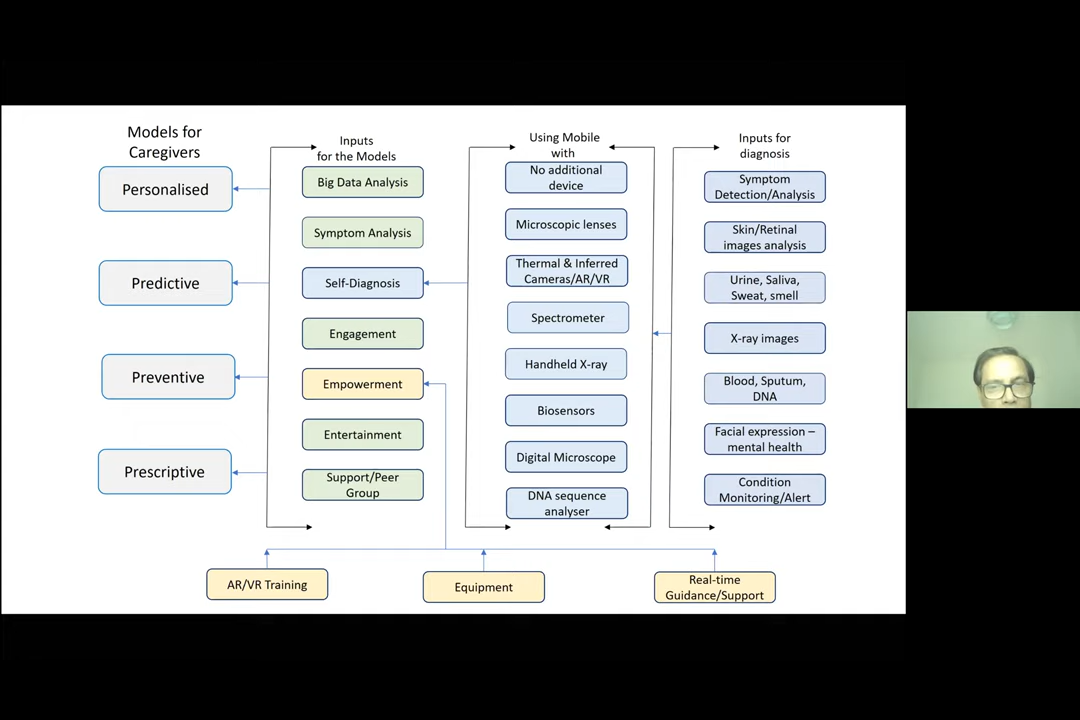 Models for
Caregivers
Personalised
Predictive
Preventive
Prescriptive
Inputs
for the Models
Big Data Analysis
Symptom Analysis
Self-Diagnosis
Engagement
Empowerment
Entertainment
Support/Peer
Group
Using Mobile
with
No additional
device
Microscopic lenses
Thermal & Inferred
Cameras/AR/VR
Spectrometer
Handheld X-ray
Biosensors
Digital Microscope
DNA sequence
analyser
Inputs for
diagnosis
Symptom
Detection/Analysis
Skin/Retinal
images analysis
Urine, Saliva,
Sweat, smell
X-ray images
Blood, Sputum,
DNA
Facial expression –
mental health
Condition
Monitoring/Alert
AR/VR Training
Equipment
Real-time
Guidance/Support